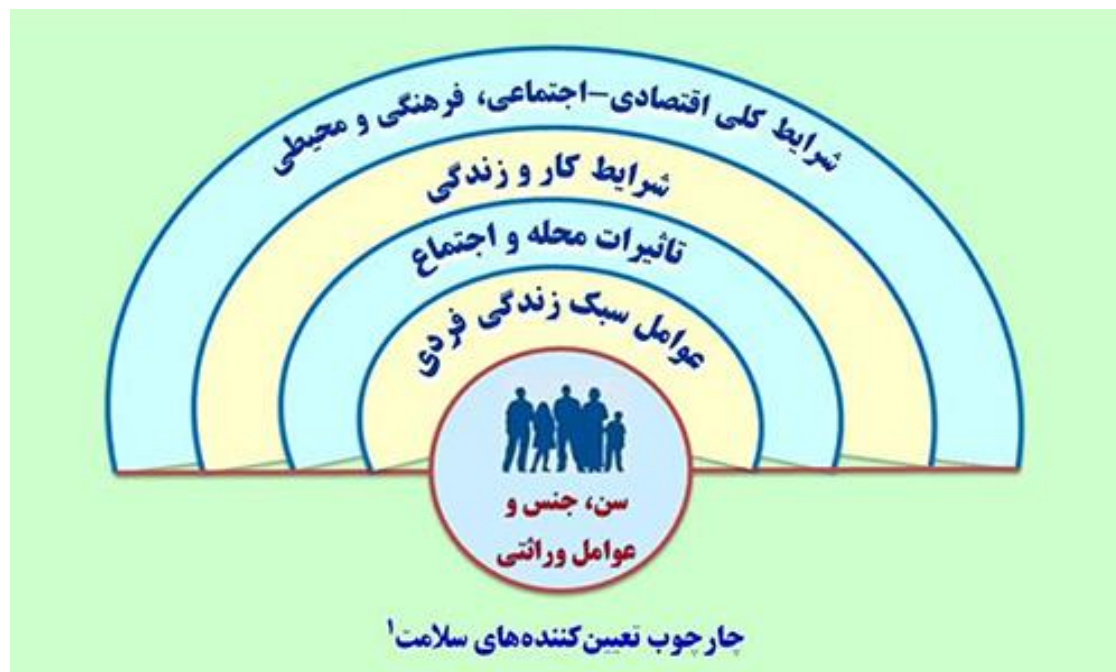 شرایط کلی اقتصادی-اجتماعی، فرهنگی و محیطی
شرایط کار و زندگی
تاثیرات محله و اجتماع
عوامل سبک زندگی فردی
سن، جنس و
عوامل وراثتی
چارچوب تعیین‌کننده‌های سلامت¹